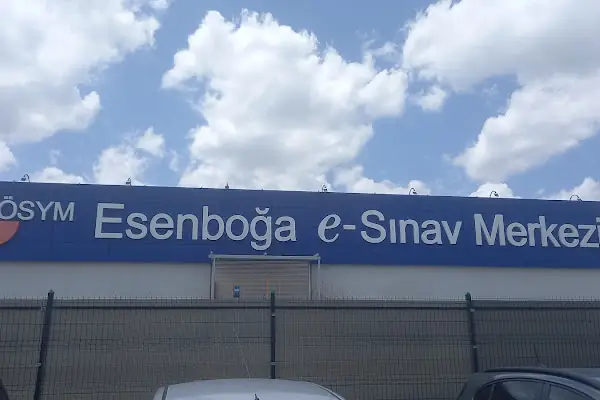 ÖSYM Esenboğa e-Sınav Merkezi